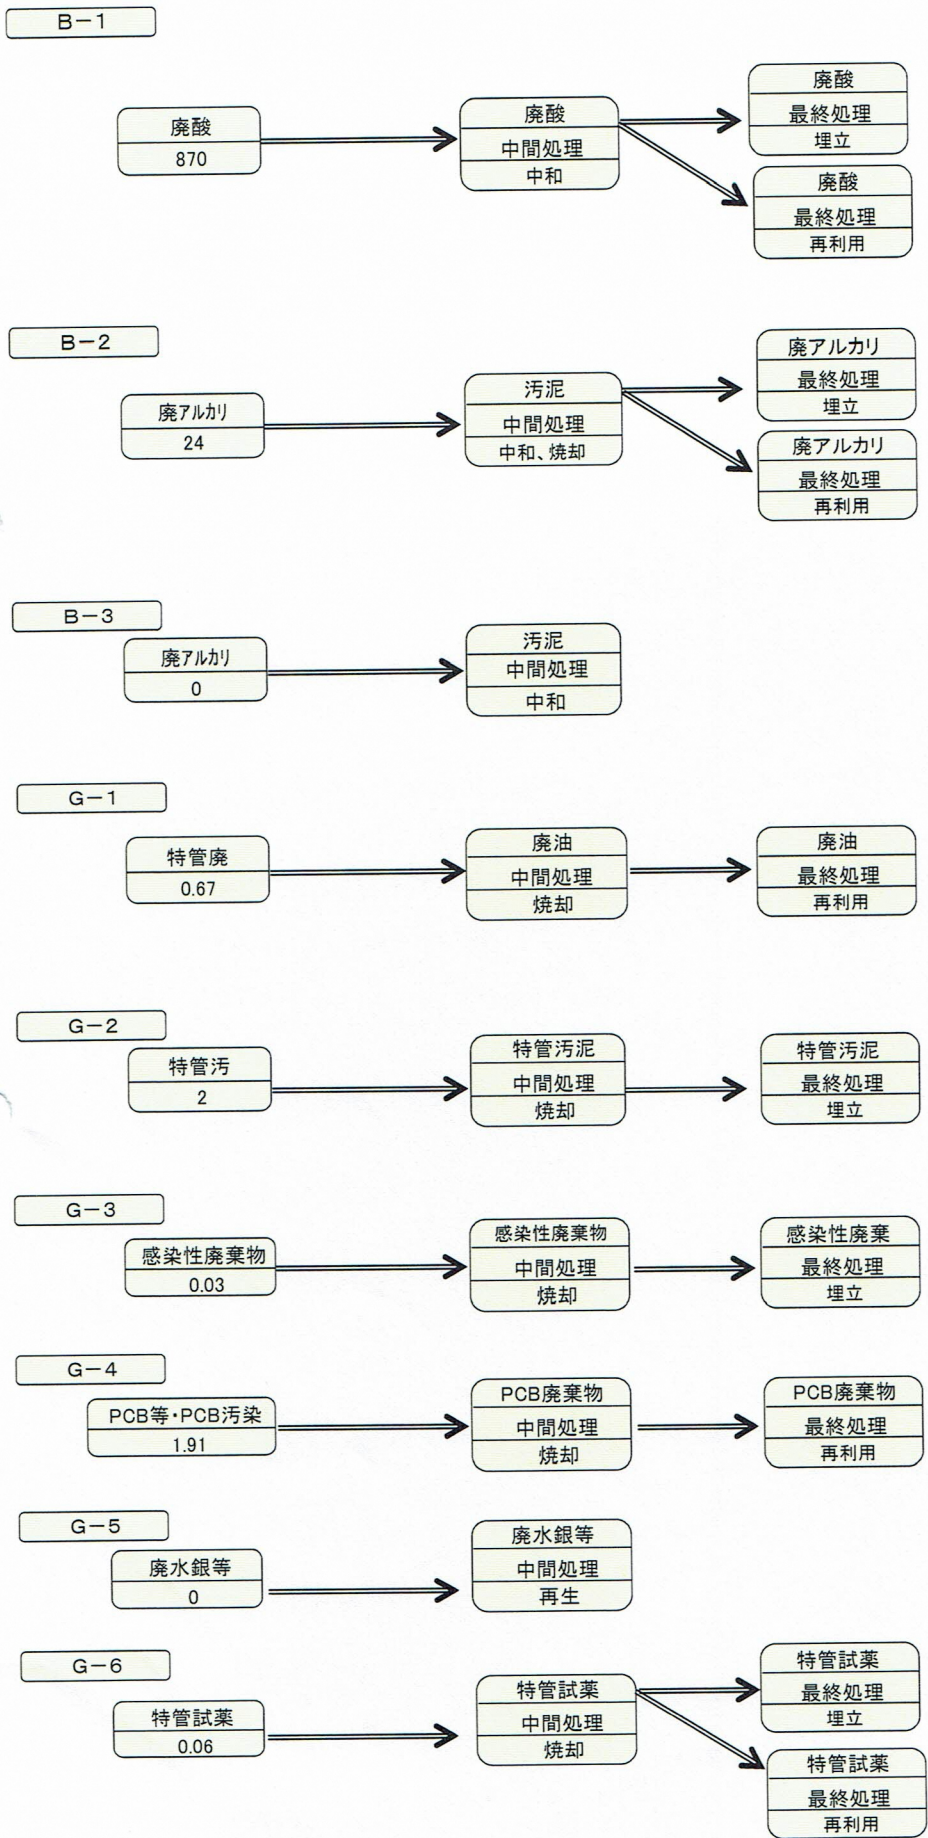 B－1
廃酸
870
廃酸
中間処理
中和
廃酸
最終処理
埋立
廃酸
最終処理
再利用
B－2
廃アルカリ
24
汚泥
中間処理
中和、焼却
廃アルカリ
最終処理
埋立
廃アルカリ
最終処理
再利用
B－3
廃アルカリ
0
汚泥
中間処理
中和
G－1
特管廃
0.67
廃油
中間処理
焼却
廃油
最終処理
再利用
G－2
特管汚
2
特管汚泥
中間処理
焼却
特管汚泥
最終処理
埋立
G－3
感染性廃棄物
0.03
感染性廃棄物
中間処理
焼却
感染性廃棄
最終処理
埋立
G－4
PCB等・PCB汚染
1.91
PCB廃棄物
中間処理
焼却
PCB廃棄物
最終処理
再利用
G－5
廃水銀等
0
廃水銀等
中間処理
再生
G－6
特管試薬
0.06
特管試薬
中間処理
焼却
特管試薬
最終処理
埋立
特管試薬
最終処理
再利用